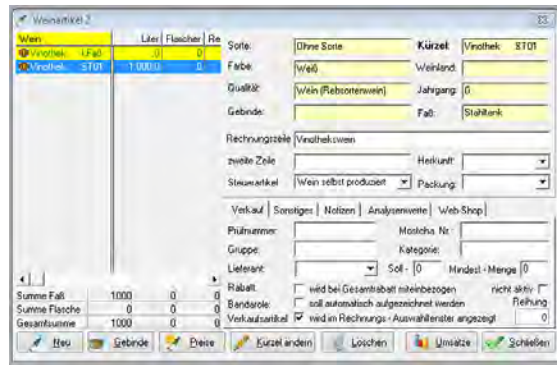 Weinartikel 2
Wein Liter Flaschen Re
Vinothek LFaß 0 0
Vinothek ST01 1.000,0 0
Summe Faß 1000 0 0
Summe Flasche 0 0
Gesamtsumme 1000 0 0
Sorte: Ohne Sorte Kürzel: Vinothek ST01
Farbe: Weiß Weinland:
Qualität: Wein (Rebsortenwein) Jahrgang: 0
Gebinde: Faß: Stahltank
Rechnungszeile Vinothekswein
zweite Zeile Herkunft
Steuerartikel Wein selbst produziert Packung:
Verkauf Sonstiges Notizen Analysenwerte Web-Shop
Prüfnummer: Mostcha. Nr.:
Gruppe: Kategorie:
Lieferant: Soll - 0 Mindest - Menge 0
Rabatt: wird bei Gesamtrabatt miteinbezogen nicht aktiv
Banderole: soll automatisch aufgezeichnet werden Reihung
Verkaufsartikel wird im Rechnungs - Auswahlfenster angezeigt 0
Neu Gebinde Preise Kürzel ändern Löschen Umsätze Schließen